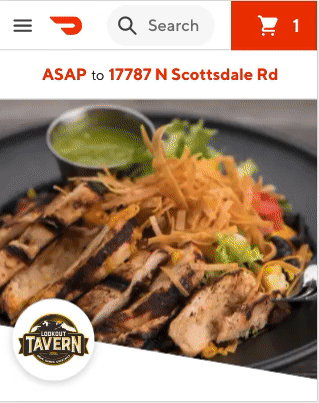 Search
1
ASAP to 17787 N Scottsdale Rd
LOOKOUT
TAVERN